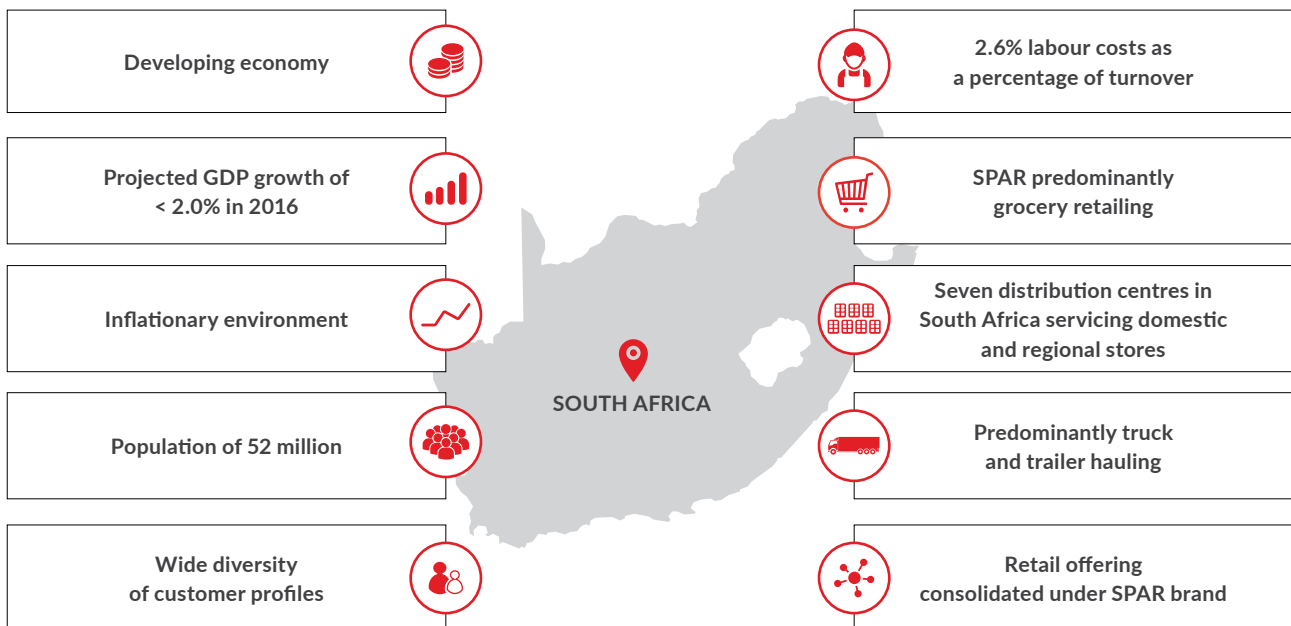 Developing economy
Projected GDP growth of
< 2.0% in 2016
Inflationary environment
Population of 52 million
Wide diversity
of customer profiles
SOUTH AFRICA
2.6% labour costs as
a percentage of turnover
SPAR predominantly
grocery retailing
Seven distribution centres in
South Africa servicing domestic
and regional stores
Predominantly truck
and trailer hauling
Retail offering
consolidated under SPAR brand